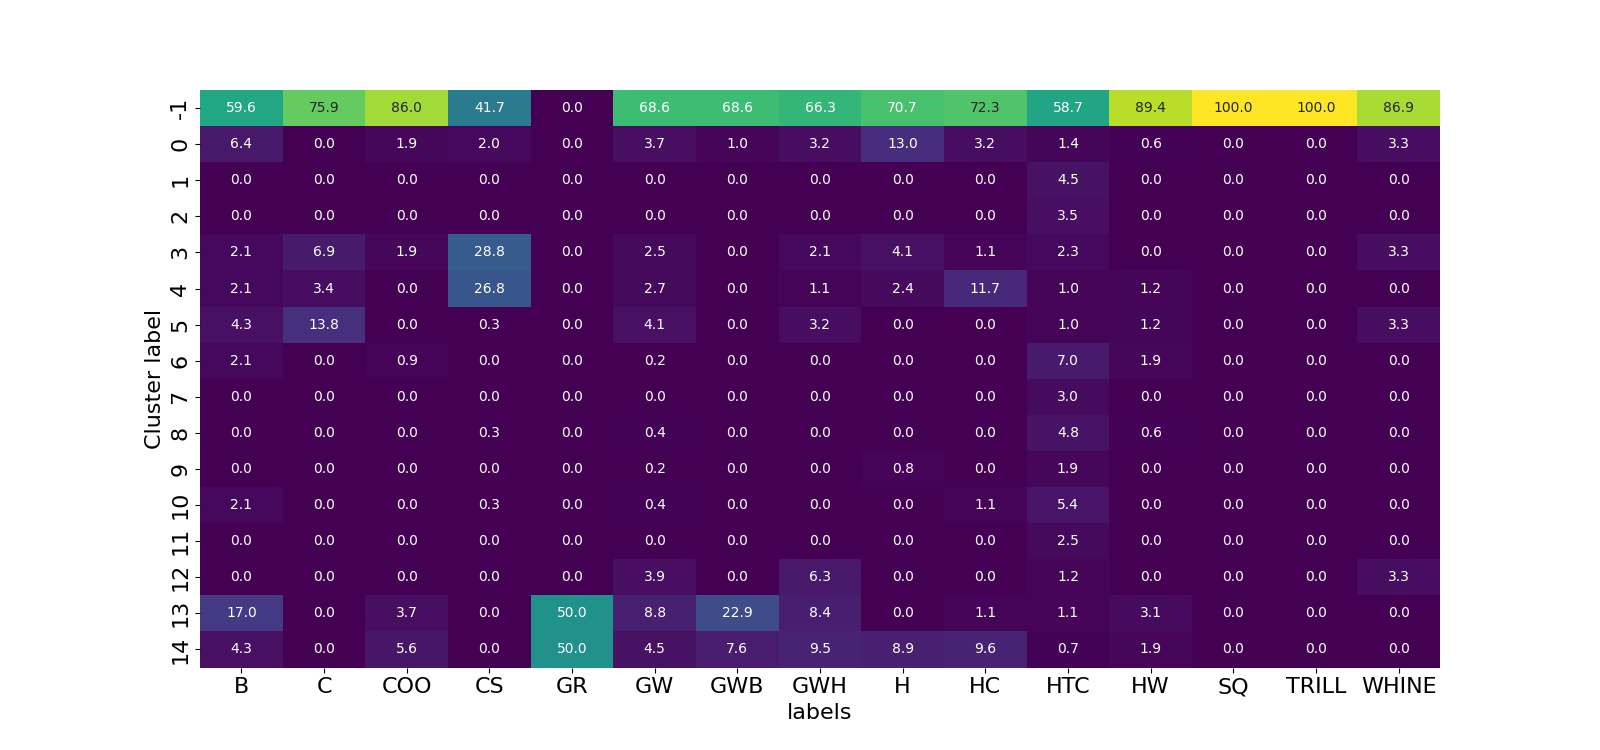 -1 59.6 75.9 86.0 41.7 0.0 68.6 68.6 66.3 70.7 72.3 58.7 89.4 100.0 100.0 86.9
0 6.4 0.0 1.9 2.0 0.0 3.7 1.0 3.2 13.0 3.2 1.4 0.6 0.0 0.0 3.3
1 0.0 0.0 0.0 0.0 0.0 0.0 0.0 0.0 0.0 0.0 4.5 0.0 0.0 0.0 0.0
2 0.0 0.0 0.0 0.0 0.0 0.0 0.0 0.0 0.0 0.0 3.5 0.0 0.0 0.0 0.0
3 2.1 6.9 1.9 28.8 0.0 2.5 0.0 2.1 4.1 1.1 2.3 0.0 0.0 0.0 3.3
4 2.1 3.4 0.0 26.8 0.0 2.7 0.0 1.1 2.4 11.7 1.0 1.2 0.0 0.0 0.0
5 4.3 13.8 0.0 0.3 0.0 4.1 0.0 3.2 0.0 0.0 1.0 1.2 0.0 0.0 3.3
6 2.1 0.0 0.9 0.0 0.0 0.2 0.0 0.0 0.0 0.0 7.0 1.9 0.0 0.0 0.0
7 0.0 0.0 0.0 0.0 0.0 0.0 0.0 0.0 0.0 0.0 3.0 0.0 0.0 0.0 0.0
8 0.0 0.0 0.0 0.3 0.0 0.4 0.0 0.0 0.0 0.0 4.8 0.6 0.0 0.0 0.0
9 0.0 0.0 0.0 0.0 0.0 0.2 0.0 0.0 0.8 0.0 1.9 0.0 0.0 0.0 0.0
10 2.1 0.0 0.0 0.3 0.0 0.4 0.0 0.0 0.0 1.1 5.4 0.0 0.0 0.0 0.0
11 0.0 0.0 0.0 0.0 0.0 0.0 0.0 0.0 0.0 0.0 2.5 0.0 0.0 0.0 0.0
12 0.0 0.0 0.0 0.0 0.0 3.9 0.0 6.3 0.0 0.0 1.2 0.0 0.0 0.0 3.3
13 17.0 0.0 3.7 0.0 50.0 8.8 22.9 8.4 0.0 1.1 1.1 3.1 0.0 0.0 0.0
14 4.3 0.0 5.6 0.0 50.0 4.5 7.6 9.5 8.9 9.6 0.7 1.9 0.0 0.0 0.0
Cluster label
B C COO CS GR GW GWB GWH H HC HTC HW SQ TRILL WHINE
labels